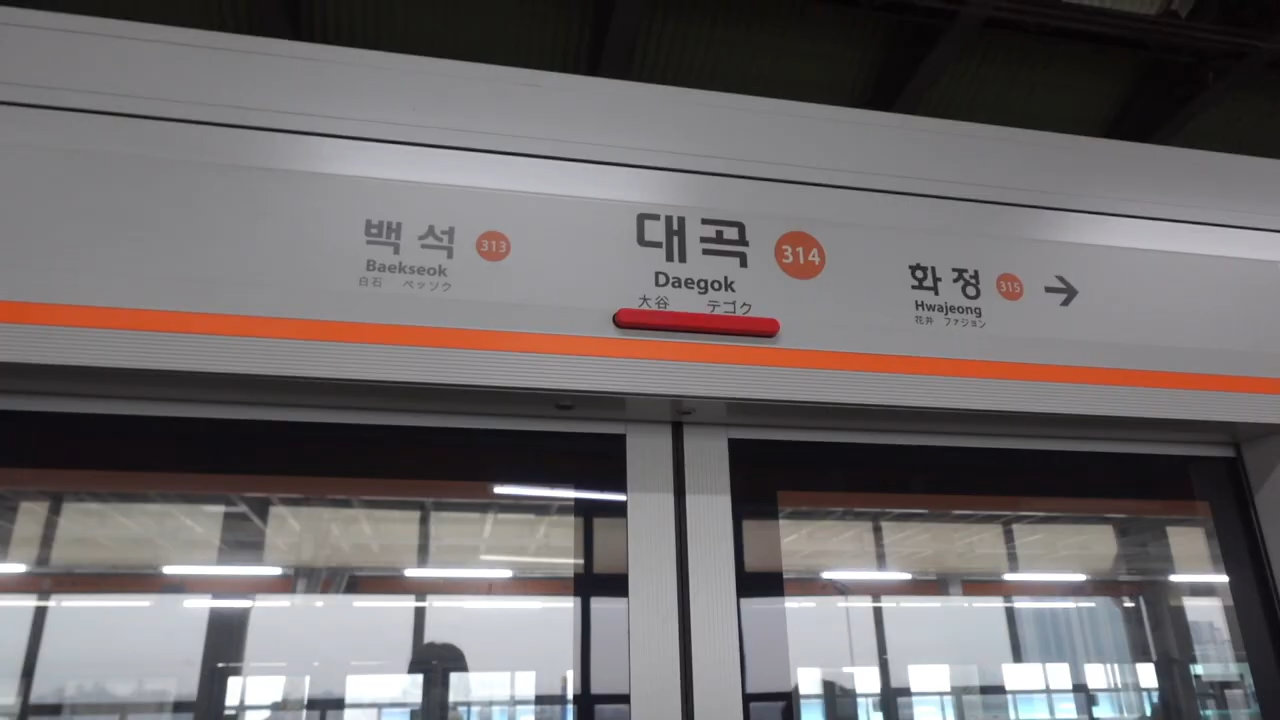 백석 313
Baekseok
白石 ペッソク
대곡 314
Daegok
大谷 テゴク
화정 315 →
Hwajeong
花井 ファジョン